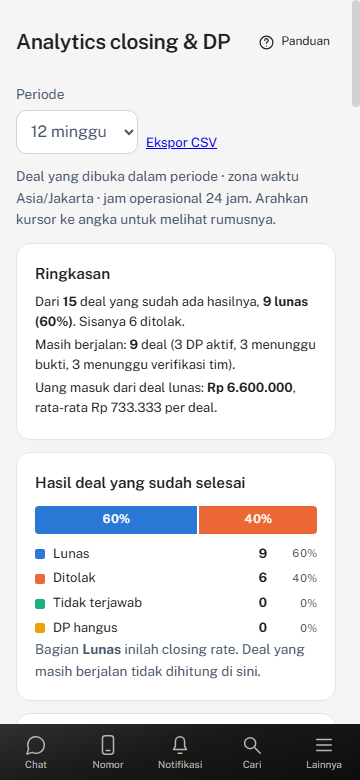 Analytics closing & DP
Panduan
Periode
12 minggu
Ekspor CSV
Deal yang dibuka dalam periode · zona waktu
Asia/Jakarta · jam operasional 24 jam. Arahkan
kursor ke angka untuk melihat rumusnya.
Ringkasan
Dari 15 deal yang sudah ada hasilnya, 9 lunas
(60%). Sisanya 6 ditolak.
Masih berjalan: 9 deal (3 DP aktif, 3 menunggu
bukti, 3 menunggu verifikasi tim).
Uang masuk dari deal lunas: Rp 6.600.000,
rata-rata Rp 733.333 per deal.
Hasil deal yang sudah selesai
60% 40%
Lunas 9 60%
Ditolak 6 40%
Tidak terjawab 0 0%
DP hangus 0 0%
Bagian Lunas inilah closing rate. Deal yang
masih berjalan tidak dihitung di sini.
Chat Nomor Notifikasi Cari Lainnya